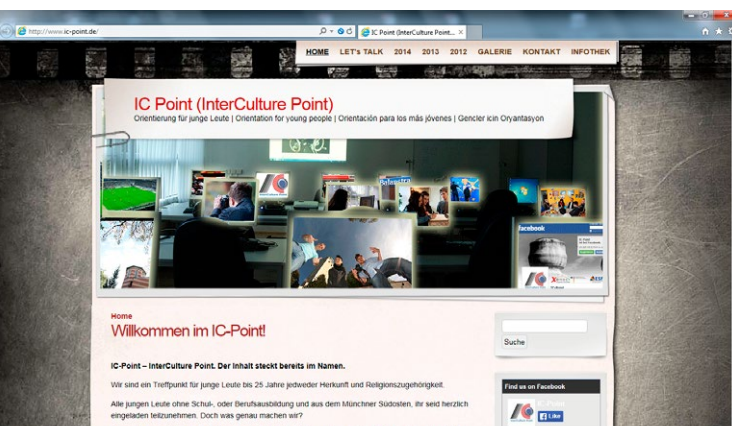 http://www.ic-point.de/
IC Point (InterCulture Point...
HOME LET's TALK 2014 2013 2012 GALERIE KONTAKT INFOTHEK
IC Point (InterCulture Point)
Orientierung für junge Leute | Orientation for young people | Orientación para los más jóvenes | Gencler icin Oryantasyon
facebook
Home
Willkommen im IC-Point!
Suche
IC-Point – InterCulture Point. Der Inhalt steckt bereits im Namen.
Wir sind ein Treffpunkt für junge Leute bis 25 Jahre jedweder Herkunft und Religionszugehörigkeit.
Find us on Facebook
Alle jungen Leute ohne Schul-, oder Berufsausbildung und aus dem Münchner Südosten, ihr seid herzlich
eingeladen teilzunehmen. Doch was genau machen wir?
IC-Point
Like